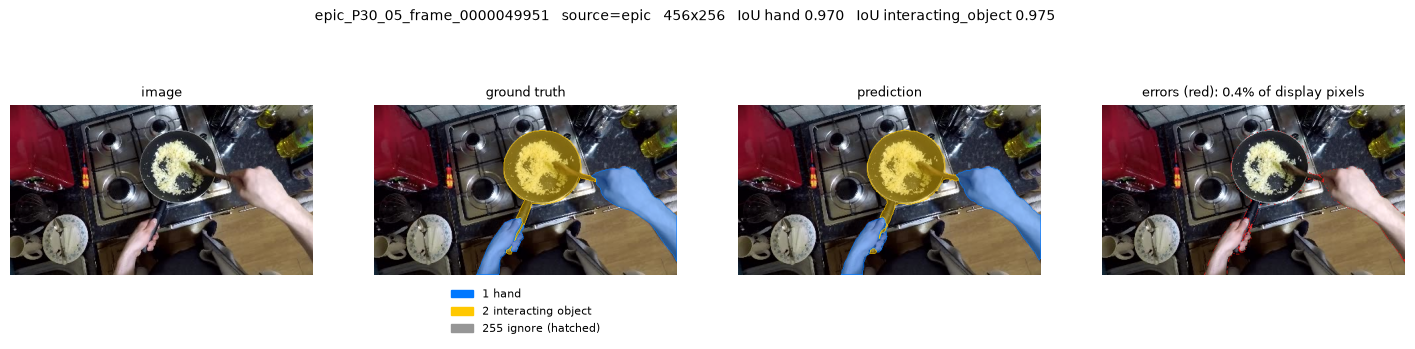 epic_P30_05_frame_0000049951   source=epic   456x256   IoU hand 0.970   IoU interacting_object 0.975
image
ground truth
prediction
errors (red): 0.4% of display pixels
1 hand
2 interacting object
255 ignore (hatched)